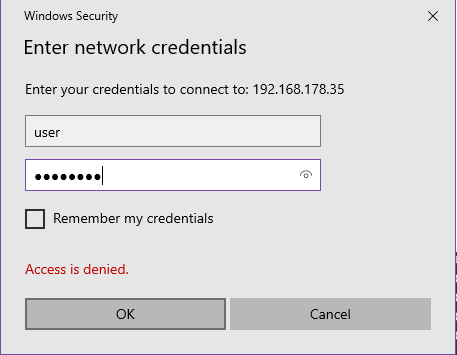 Windows Security
Enter network credentials
Enter your credentials to connect to: 192.168.178.35
user
●●●●●●●●
Remember my credentials
Access is denied.
OK
Cancel